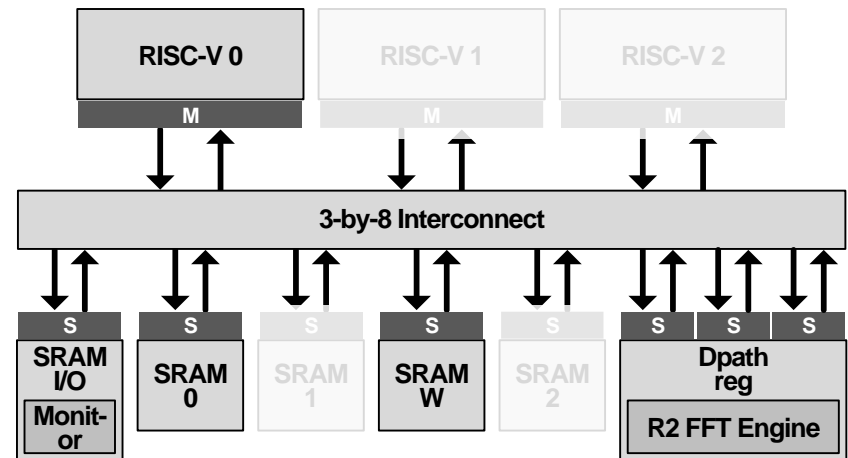 RISC-V 0
RISC-V 1
RISC-V 2
M
M
M
3-by-8 Interconnect
S
S
S
S
S
S
S
S
SRAM
I/O
Monit-
or
SRAM
0
SRAM
1
SRAM
W
SRAM
2
Dpath
reg
R2 FFT Engine